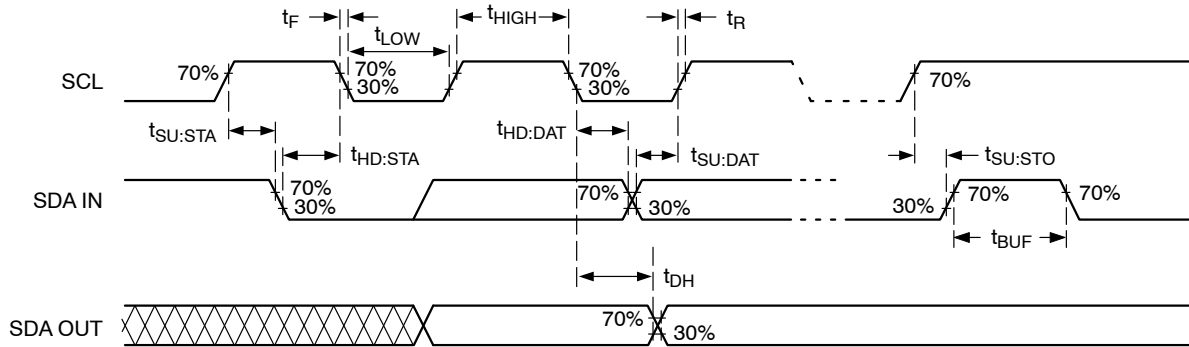 tF
tLOW
tHIGH
tR
SCL
70%
70%
30%
70%
30%
70%
tSU:STA
tHD:STA
tHD:DAT
tSU:DAT
tSU:STO
SDA IN
70%
30%
70%
30%
30%
70%
70%
tBUF
tDH
SDA OUT
70%
30%